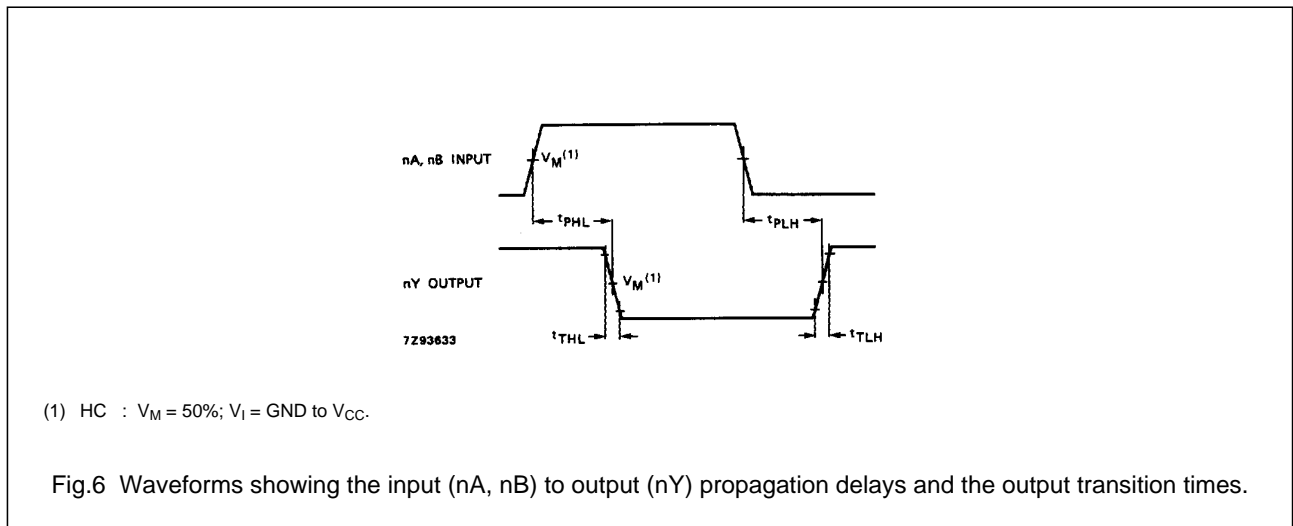 nA, nB INPUT
VM(1)
tPHL
tPLH
nY OUTPUT
VM(1)
7Z93633
tTHL
tTLH
(1) HC : VM = 50%; VI = GND to VCC.
Fig.6 Waveforms showing the input (nA, nB) to output (nY) propagation delays and the output transition times.